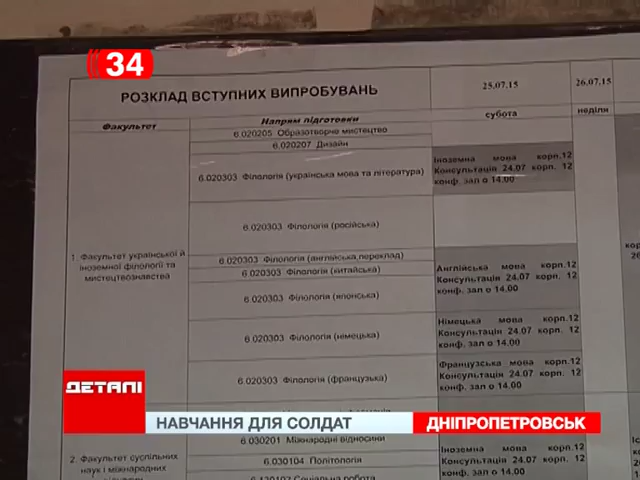 34
РОЗКЛАД ВСТУПНИХ ВИПРОБУВАНЬ
25.07.15
26.07.15
субота
неділя
Факультет
Напрям підготовки
6.020205 Образотворче мистецтво
6.020207 Дизайн
6.020303 Філологія (українська мова та література)
Іноземна мова корп.12
Консультація 24.07 корп. 12
конф. зал о 14.00
6.020303 Філологія (російська)
1. Факультет української й
іноземної філології та
мистецтвознавства
6.020303 Філологія (англійська,переклад)
6.020303 Філологія (китайська)
6.020303 Філологія (японська)
Англійська мова корп.12
Консультація 24.07 корп. 12
конф. зал о 14.00
6.020303 Філологія (німецька)
Німецька мова корп.12
Консультація 24.07 корп. 12
конф. зал о 14.00
6.020303 Філологія (французька)
Французька мова корп.12
Консультація 24.07 корп. 12
конф. зал о 14.00
ДЕТАЛІ
НАВЧАННЯ ДЛЯ СОЛДАТ
ДНІПРОПЕТРОВСЬК
6.030201 Міжнародні відносини
2. Факультет суспільних
наук і міжнародних
6.030104 Політологія
Соціальна робота
Іноземна мова корп.12
Консультація 24.07 корп. 12
конф. зал о 14.00